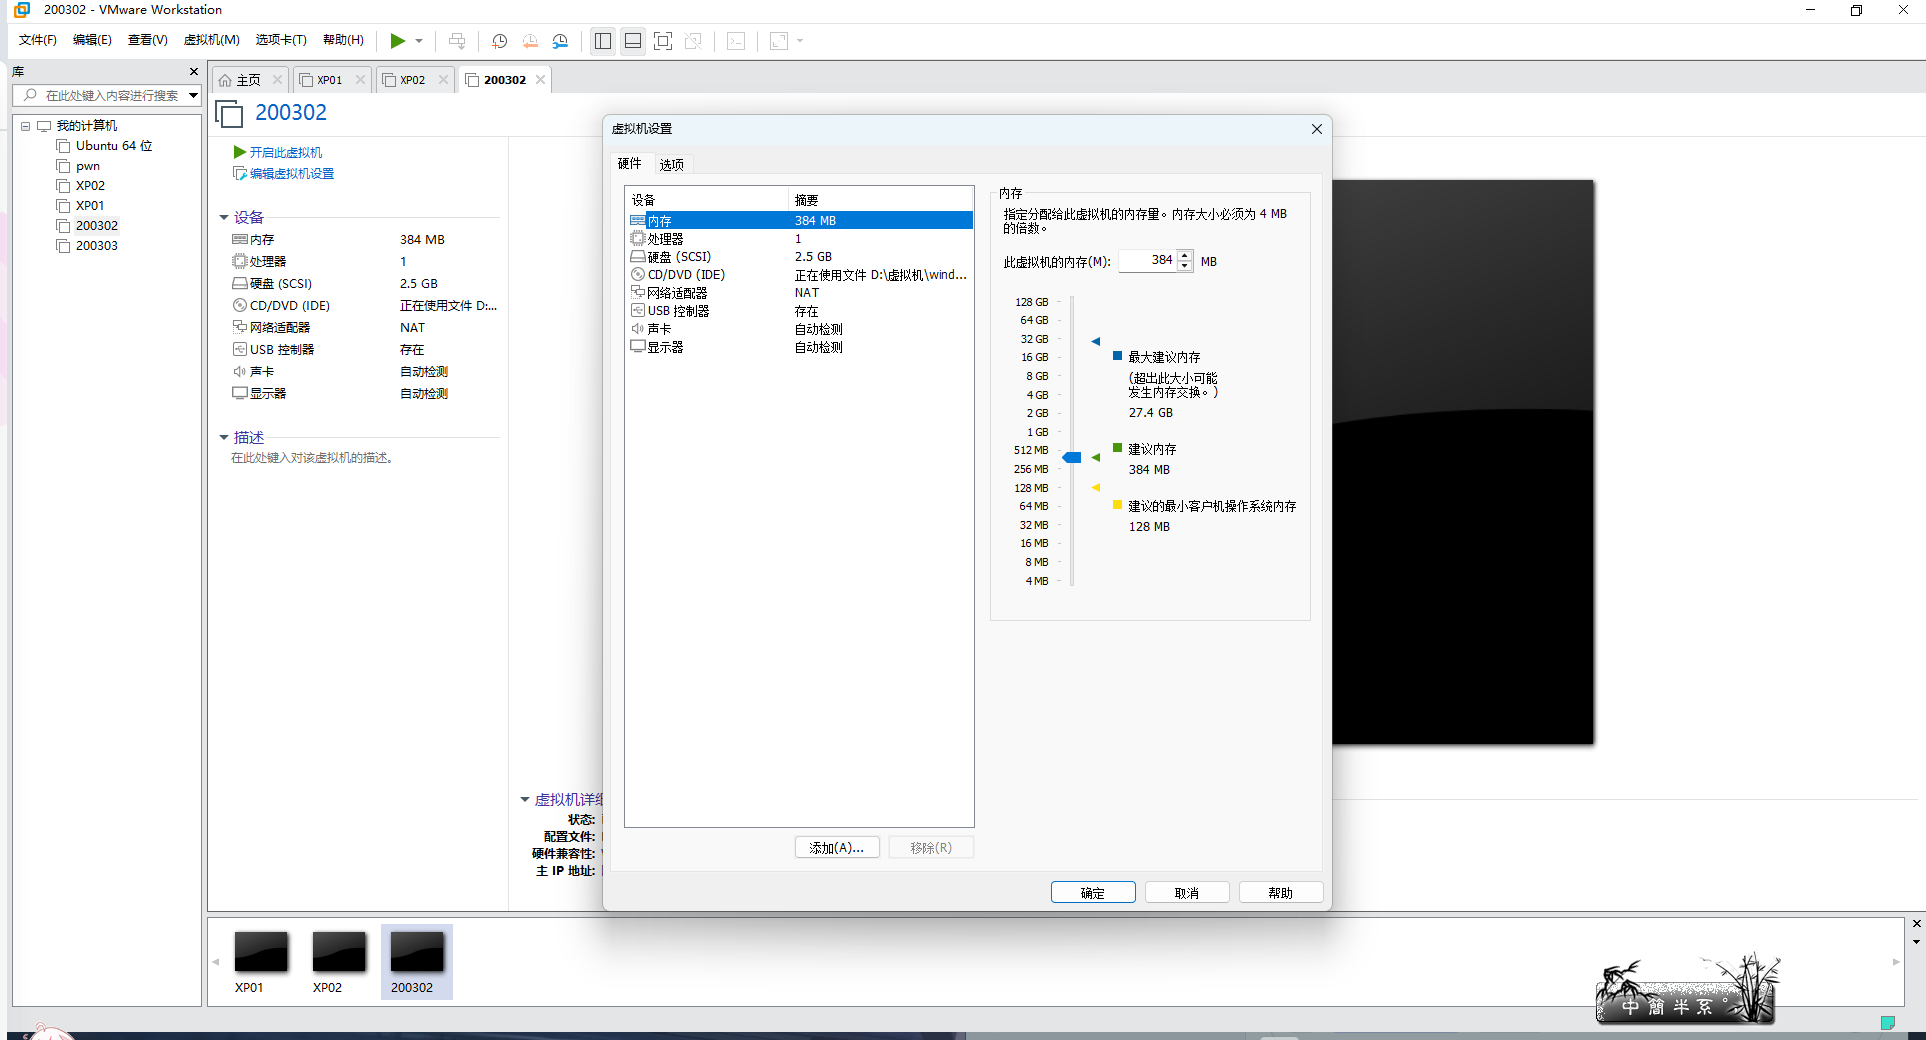 200302 - VMware Workstation
文件(F) 编辑(E) 查看(V) 虚拟机(M) 选项卡(T) 帮助(H)
库
在此处键入内容进行搜索
我的计算机
Ubuntu 64 位
pwn
XP02
XP01
200302
200303
主页
XP01
XP02
200302
200302
开启此虚拟机
编辑虚拟机设置
设备
内存 384 MB
处理器 1
硬盘 (SCSI) 2.5 GB
CD/DVD (IDE) 正在使用文件 D:...
网络适配器 NAT
USB 控制器 存在
声卡 自动检测
显示器 自动检测
描述
在此处键入对该虚拟机的描述。
虚拟机详细
状态:
配置文件:
硬件兼容性:
主 IP 地址:
虚拟机设置
硬件 选项
设备 摘要
内存 384 MB
处理器 1
硬盘 (SCSI) 2.5 GB
CD/DVD (IDE) 正在使用文件 D:\虚拟机\wind...
网络适配器 NAT
USB 控制器 存在
声卡 自动检测
显示器 自动检测
添加(A)... 移除(R)
内存
指定分配给此虚拟机的内存量。内存大小必须为 4 MB
的倍数。
此虚拟机的内存(M): 384 MB
128 GB
64 GB
32 GB
16 GB
8 GB
4 GB
2 GB
1 GB
512 MB
256 MB
128 MB
64 MB
32 MB
16 MB
8 MB
4 MB
最大建议内存
(超出此大小可能
发生内存交换。)
27.4 GB
建议内存
384 MB
建议的最小客户机操作系统内存
128 MB
确定 取消 帮助
XP01
XP02
200302
中 簡 半 系 °